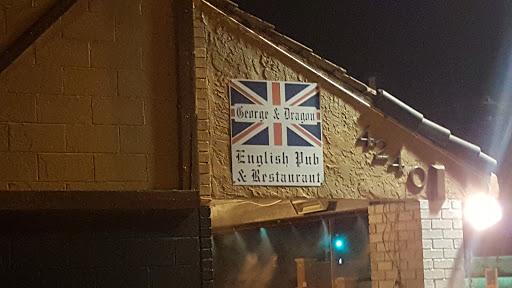 George & Dragon
English Pub
& Restaurant
4240